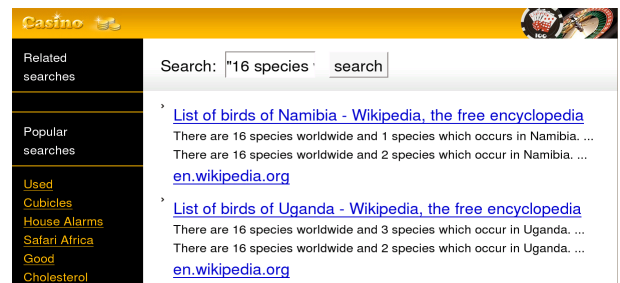 Casino
Related
searches
Popular
searches
Used
Cubicles
House Alarms
Safari Africa
Good
Cholesterol
Search: "16 species search
List of birds of Namibia - Wikipedia, the free encyclopedia
There are 16 species worldwide and 1 species which occurs in Namibia. ...
There are 16 species worldwide and 2 species which occur in Namibia. ...
en.wikipedia.org
List of birds of Uganda - Wikipedia, the free encyclopedia
There are 16 species worldwide and 3 species which occur in Uganda. ...
There are 16 species worldwide and 2 species which occur in Uganda. ...
en.wikipedia.org